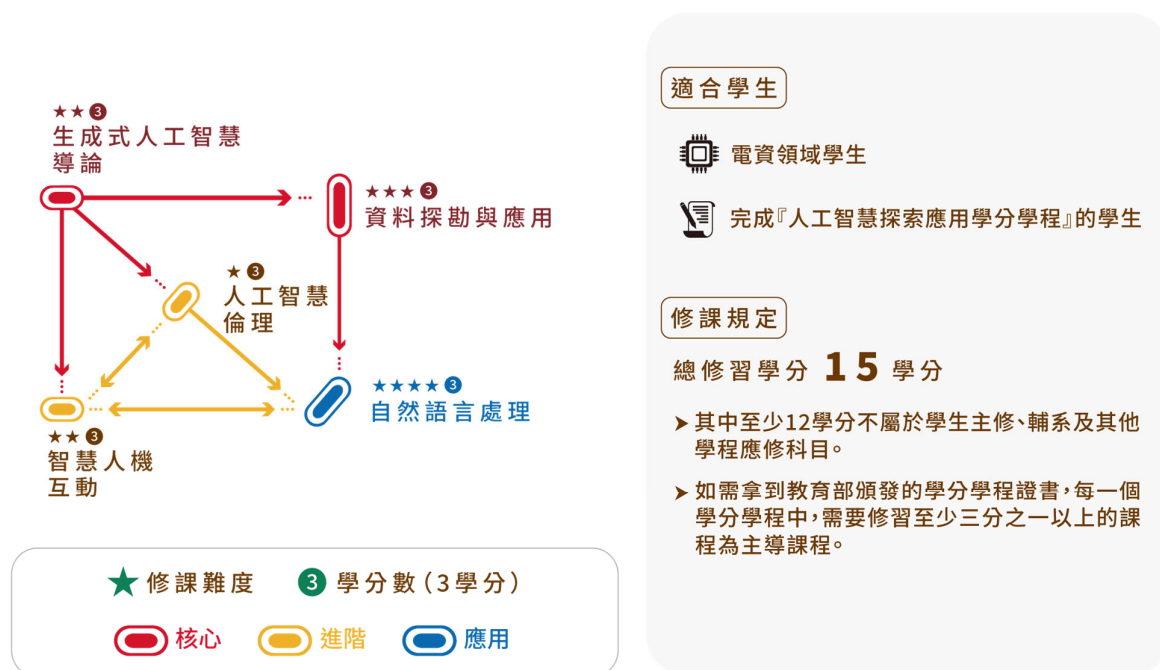 ★★❸
生成式人工智慧
導論
★★★❸
資料探勘與應用
★❸
人工智慧
倫理
★★★★❸
自然語言處理
★★❸
智慧人機
互動
★修課難度 ❸學分數(3學分)
核心 進階 應用
適合學生
電資領域學生
完成『人工智慧探索應用學分學程』的學生
修課規定
總修習學分 15 學分
➤其中至少12學分不屬於學生主修、輔系及其他
學程應修科目。
➤如需拿到教育部頒發的學分學程證書,每一個
學分學程中,需要修習至少三分之一以上的課
程為主導課程。